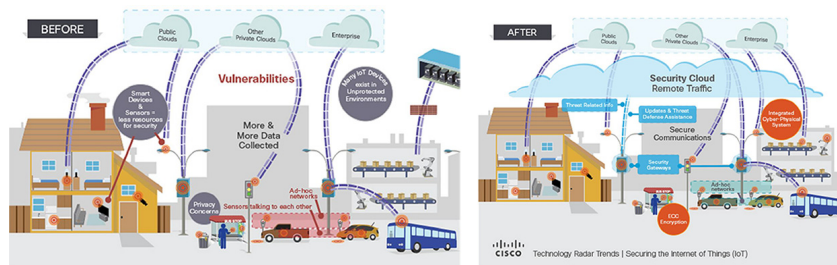 BEFORE
Public
Clouds
Other
Private Clouds
Enterprise
Vulnerabilities
Many IoT Devices
exist in
Unprotected
Environments
Smart
Devices
&
Sensors =
less resources
for security
More &
More Data
Collected
Privacy
Concerns
Ad-hoc
networks
Sensors talking to each other
BUS STOP
AFTER
Public
Clouds
Other
Private Clouds
Enterprise
Security Cloud
Remote Traffic
Threat Related Info
Updates & Threat
Defense Assistance
Integrated
Cyber-Physical
System
Secure
Communications
Security
Gateways
Ad-hoc
networks
BUS STOP
ECC
Encryption
CISCO
Technology Radar Trends | Securing the Internet of Things (IoT)